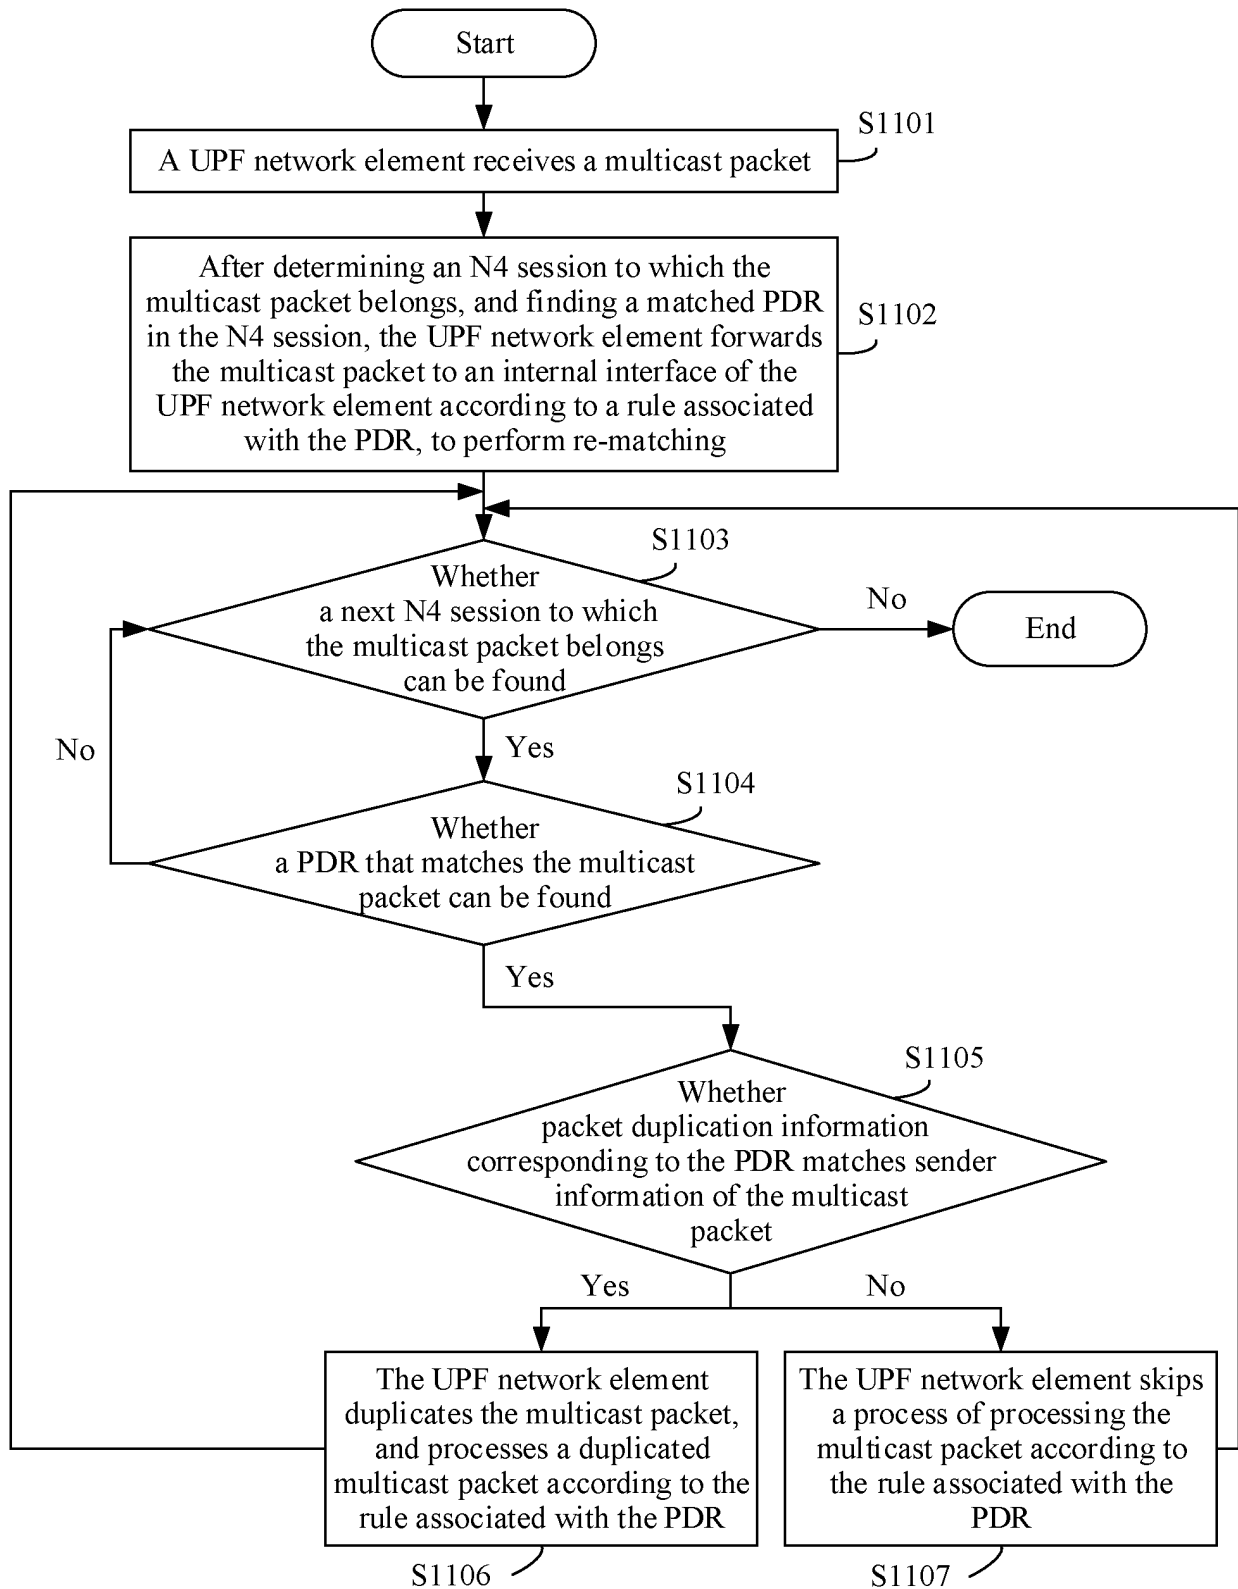 Start
S1101
A UPF network element receives a multicast packet
After determining an N4 session to which the
multicast packet belongs, and finding a matched PDR
in the N4 session, the UPF network element forwards
the multicast packet to an internal interface of the
UPF network element according to a rule associated
with the PDR, to perform re-matching
S1102
S1103
Whether
a next N4 session to which
the multicast packet belongs
can be found
No
End
No
Yes
S1104
Whether
a PDR that matches the multicast
packet can be found
Yes
S1105
Whether
packet duplication information
corresponding to the PDR matches sender
information of the multicast
packet
Yes
No
The UPF network element
duplicates the multicast packet,
and processes a duplicated
multicast packet according to the
rule associated with the PDR
The UPF network element skips
a process of processing the
multicast packet according to
the rule associated with the
PDR
S1106
S1107